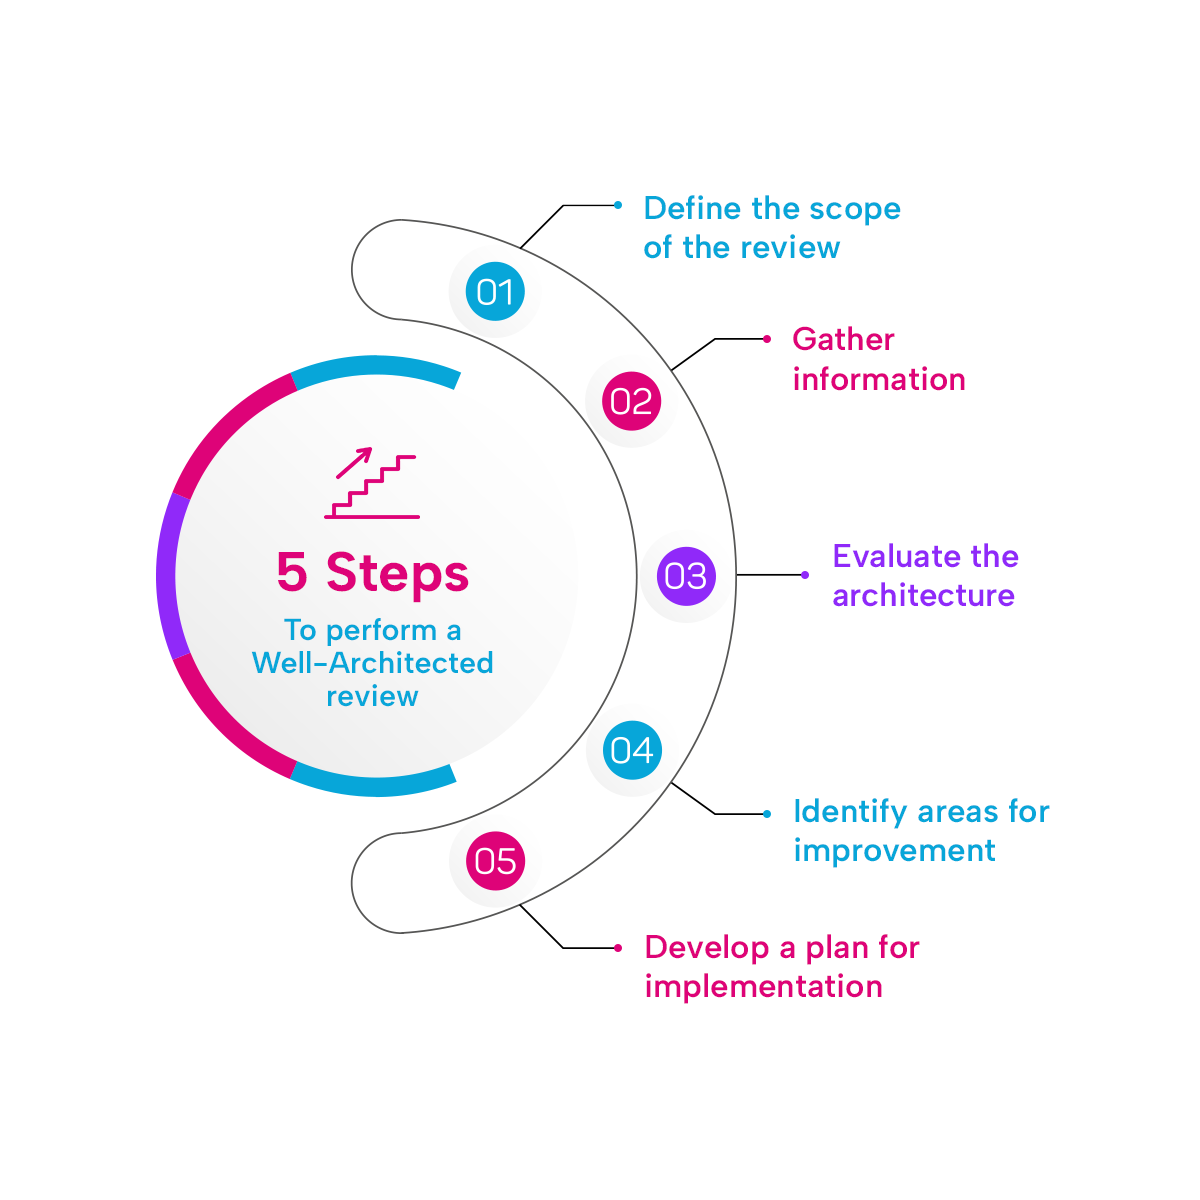 5 Steps
To perform a
Well-Architected
review
01
Define the scope
of the review
02
Gather
information
03
Evaluate the
architecture
04
Identify areas for
improvement
05
Develop a plan for
implementation